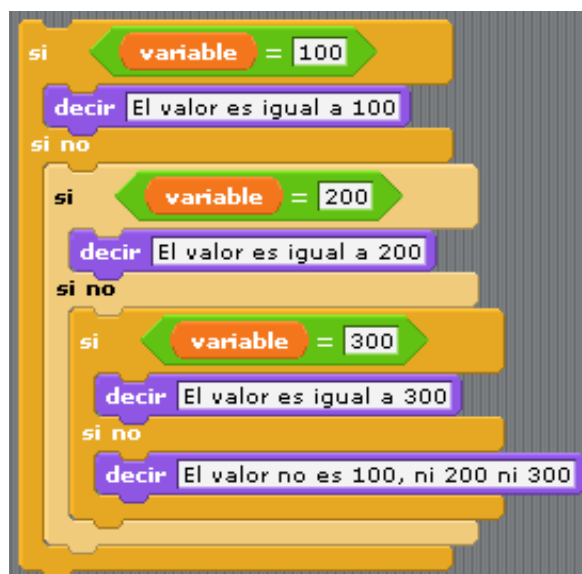 si variable = 100
decir El valor es igual a 100
si no
si variable = 200
decir El valor es igual a 200
si no
si variable = 300
decir El valor es igual a 300
si no
decir El valor no es 100, ni 200 ni 300